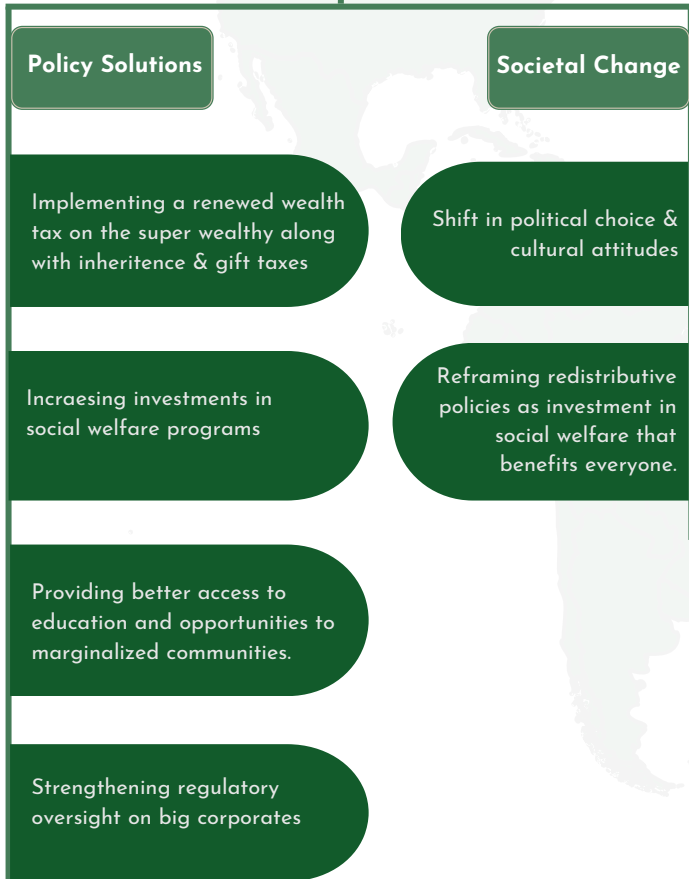 Policy Solutions
Societal Change
Implementing a renewed wealth
tax on the super wealthy along
with inheritence & gift taxes
Shift in political choice &
cultural attitudes
Incraesing investments in
social welfare programs
Reframing redistributive
policies as investment in
social welfare that
benefits everyone.
Providing better access to
education and opportunities to
marginalized communities.
Strengthening regulatory
oversight on big corporates